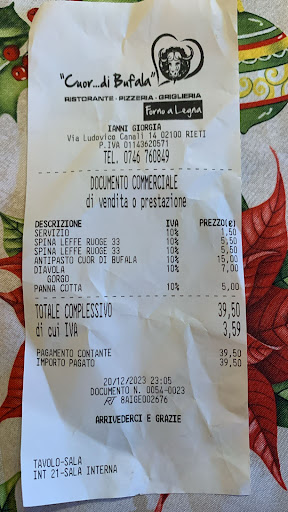 "Cuor...di Bufala"
RISTORANTE - PIZZERIA - GRIGLIERIA
Forno a Legna
IANNI GIORGIA
Via Ludovico Canali 14 02100 RIETI
P.IVA 01143620571
TEL. 0746 760849
DOCUMENTO COMMERCIALE
di vendita o prestazione
DESCRIZIONE IVA PREZZO(€)
SERVIZIO 10% 1,50
SPINA LEFFE RUOGE 33 10% 5,50
SPINA LEFFE RUOGE 33 10% 5,50
ANTIPASTO CUOR DI BUFALA 10% 15,00
DIAVOLA 10% 7,00
GORGO
PANNA COTTA 10% 5,00
TOTALE COMPLESSIVO 39,50
di cui IVA 3,59
PAGAMENTO CONTANTE 39,50
IMPORTO PAGATO 39,50
20/12/2023 23:05
DOCUMENTO N. 0054-0023
RT 8AIGE002676
ARRIVEDERCI E GRAZIE
TAVOLO-SALA
INT 21-SALA INTERNA